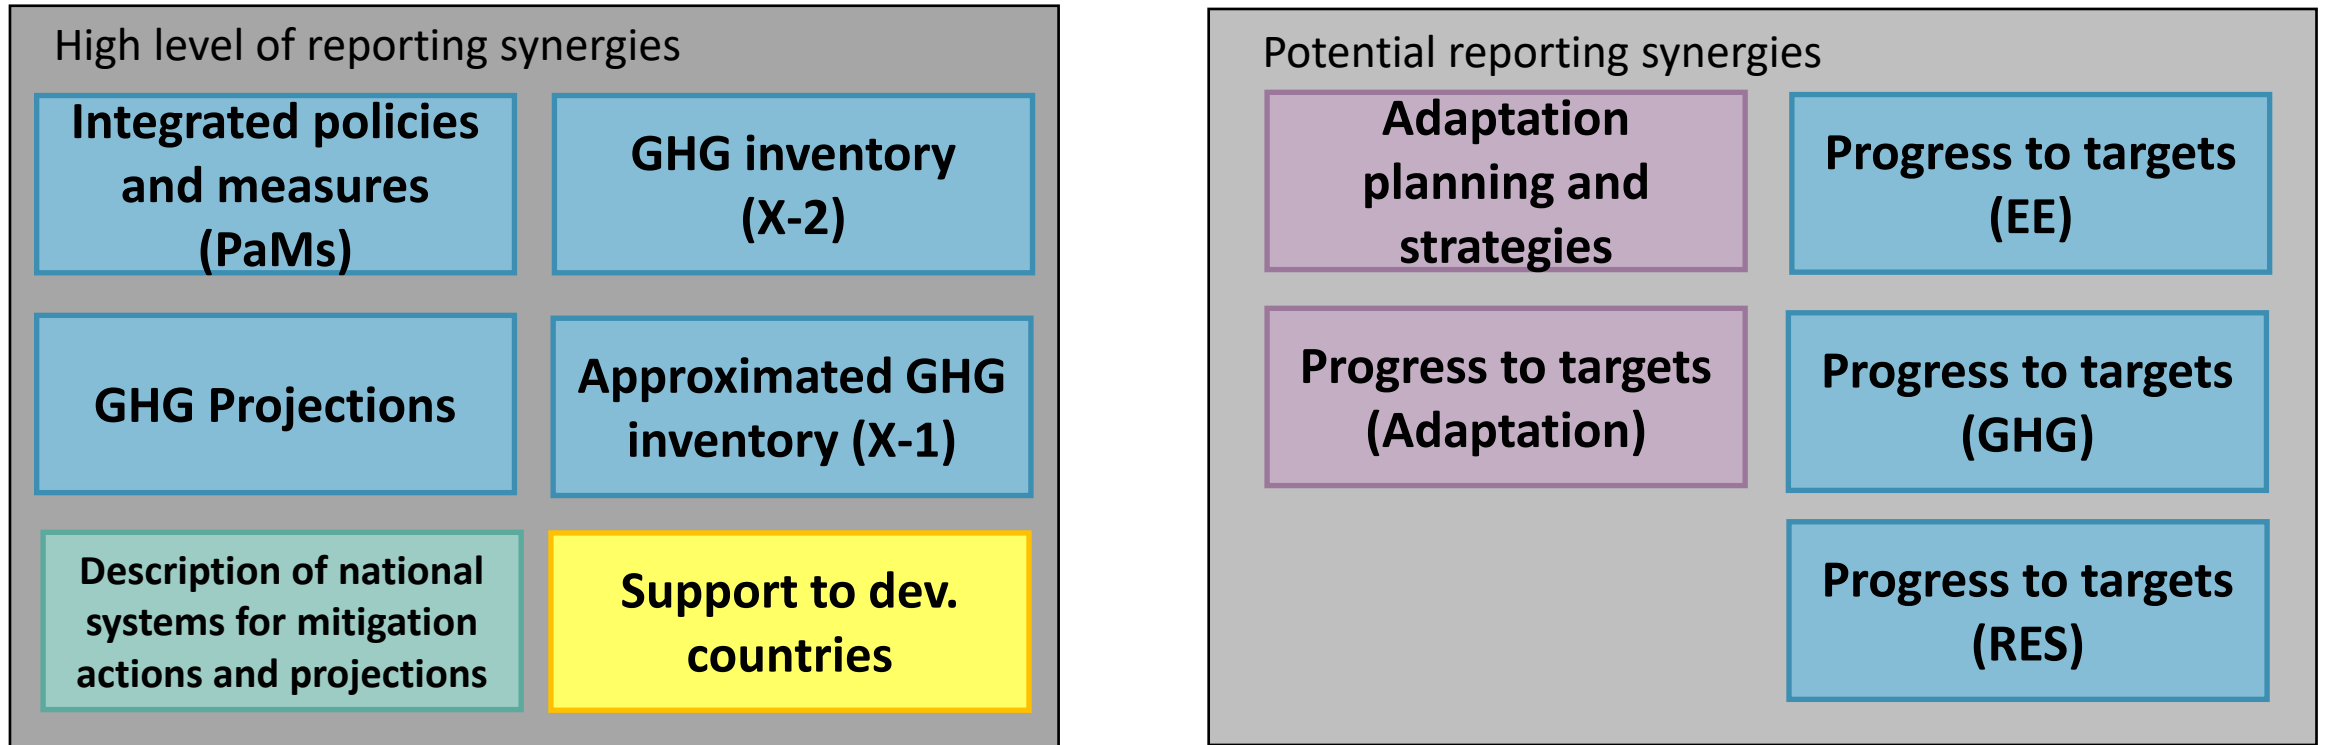 High level of reporting synergies
Integrated policies
and measures
(PaMs)
GHG inventory
(X-2)
GHG Projections
Approximated GHG
inventory (X-1)
Description of national
systems for mitigation
actions and projections
Support to dev.
countries
Potential reporting synergies
Adaptation
planning and
strategies
Progress to targets
(EE)
Progress to targets
(Adaptation)
Progress to targets
(GHG)
Progress to targets
(RES)